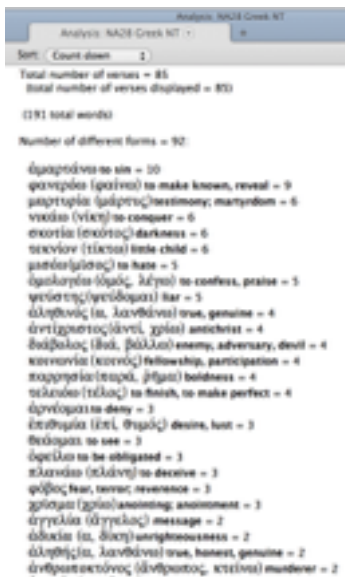 Analysis: NA28 Greek NT
Analysis: NA28 Greek NT
Sort: Count down
Total number of verses = 85
(total number of verses displayed = 85)
(191 total words)
Number of different forms = 92:
ἁμαρτάνω to sin = 10
φανερόω (φαίνω) to make known, reveal = 9
μαρτυρία (μάρτυς) testimony; martyrdom = 6
νικάω (νίκη) to conquer = 6
σκοτία (σκότος) darkness = 6
τεκνίον (τίκτω) little child = 6
μισέω (μῖσος) to hate = 5
ὁμολογέω (ὁμός, λέγω) to confess, praise = 5
ψεύστης (ψεύδομαι) liar = 5
ἀληθινός (α, λανθάνω) true, genuine = 4
ἀντίχριστος (ἀντί, χρίω) antichrist = 4
διάβολος (διά, βάλλω) enemy, adversary, devil = 4
κοινωνία (κοινός) fellowship, participation = 4
παρρησία (παρά, ῥῆμα) boldness = 4
τελειόω (τέλος) to finish, to make perfect = 4
ἀρνέομαι to deny = 3
ἐπιθυμία (ἐπί, θυμός) desire, lust = 3
θεάομαι to see = 3
ὀφείλω to be obligated = 3
πλανάω (πλάνη) to deceive = 3
φόβος fear, terror; reverence = 3
χρῖσμα (χρίω) anointing; anointment = 3
ἀγγελία (ἄγγελος) message = 2
ἀδικία (α, δίκη) unrighteousness = 2
ἀληθής (α, λανθάνω) true, honest, genuine = 2
ἀνθρωποκτόνος (ἄνθρωπος, κτείνω) murderer = 2